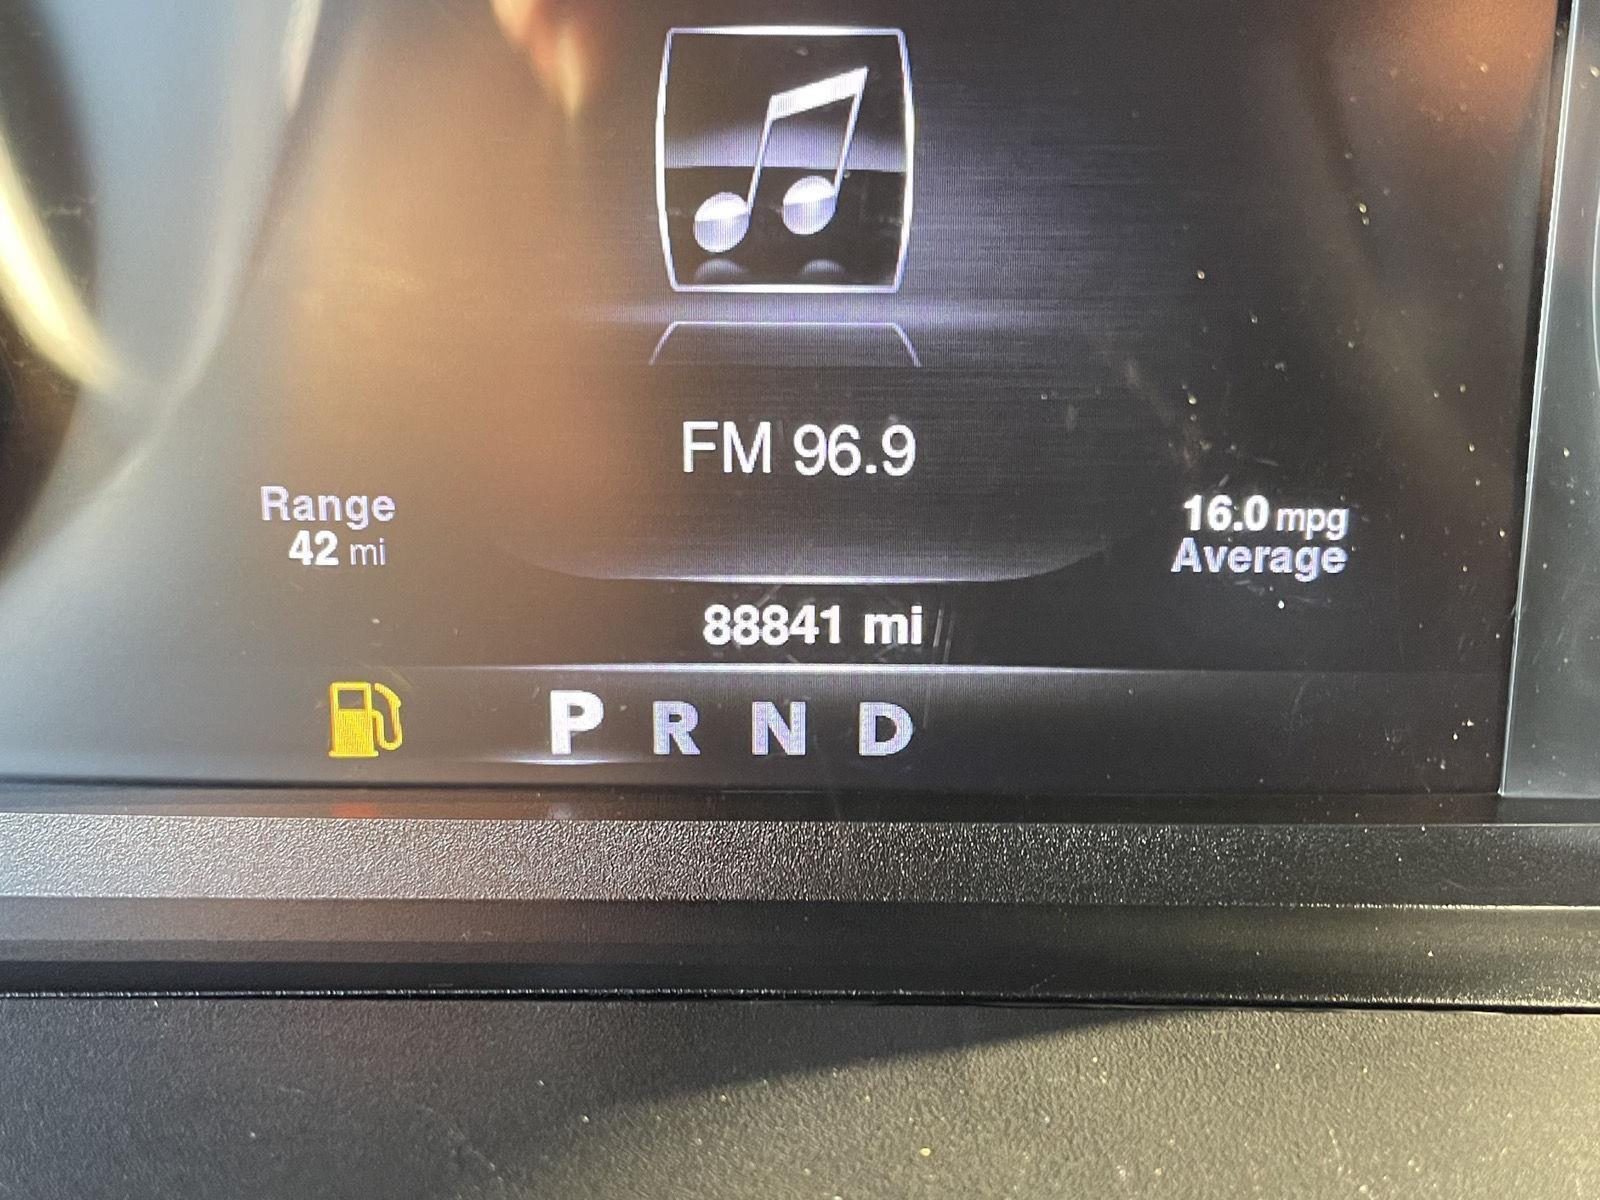 FM 96.9
Range
42 mi
16.0 mpg
Average
88841 mi
P R N D